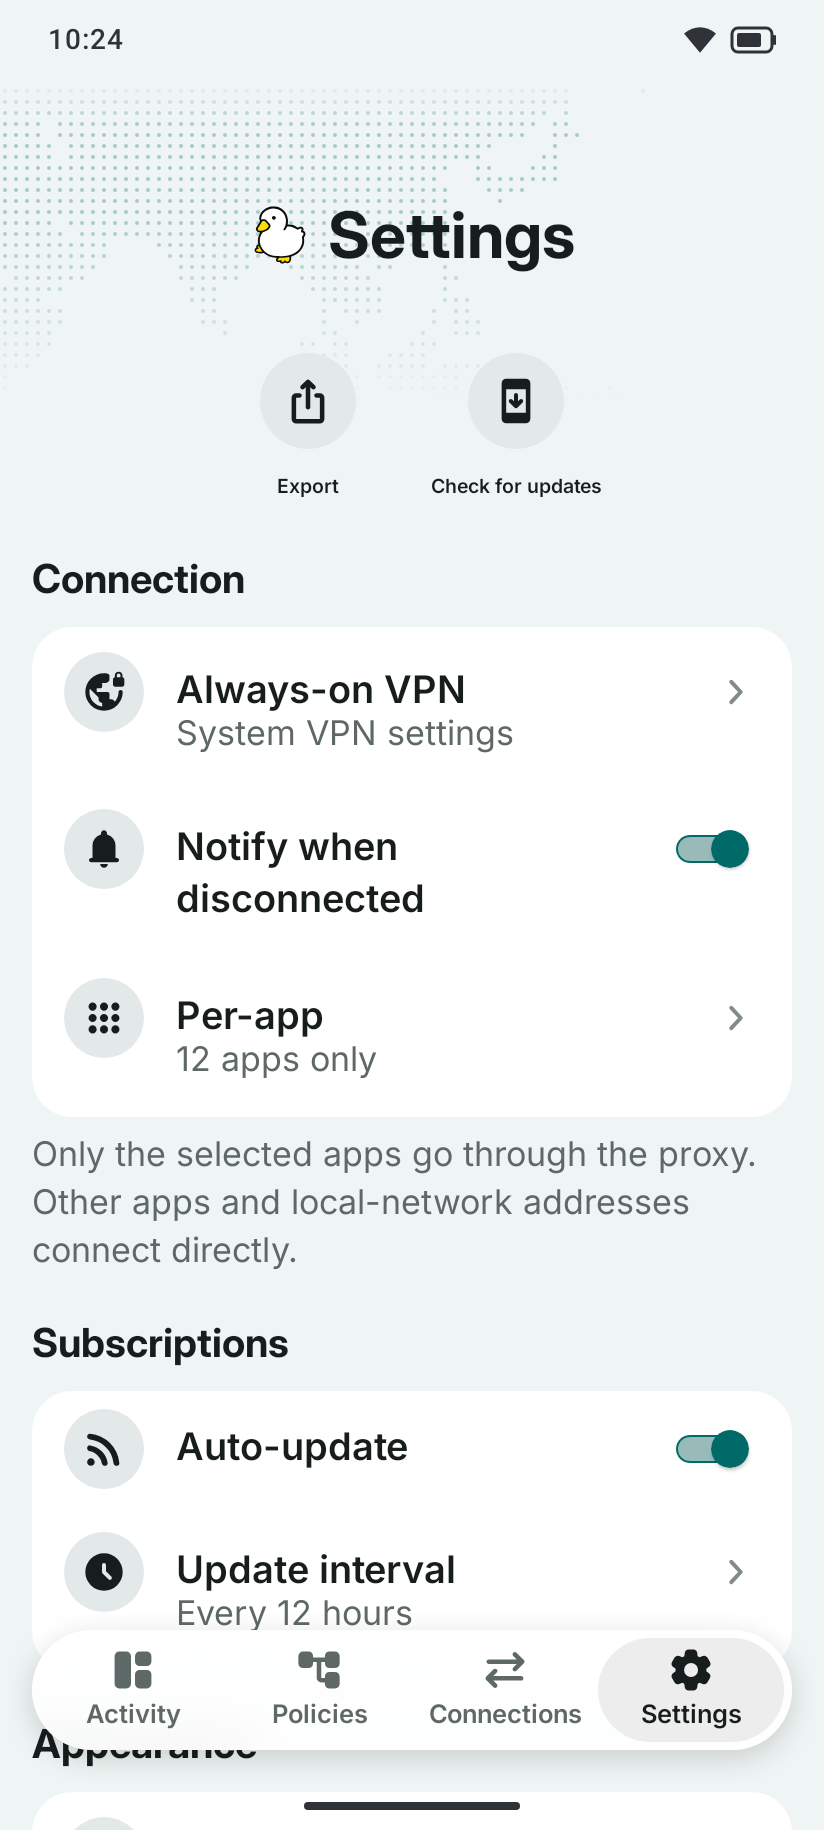 10:24
Settings
Export
Check for updates
Connection
Always-on VPN
System VPN settings
Notify when
disconnected
Per-app
12 apps only
Only the selected apps go through the proxy.
Other apps and local-network addresses
connect directly.
Subscriptions
Auto-update
Update interval
Every 12 hours
Activity
Policies
Connections
Settings
Appearance